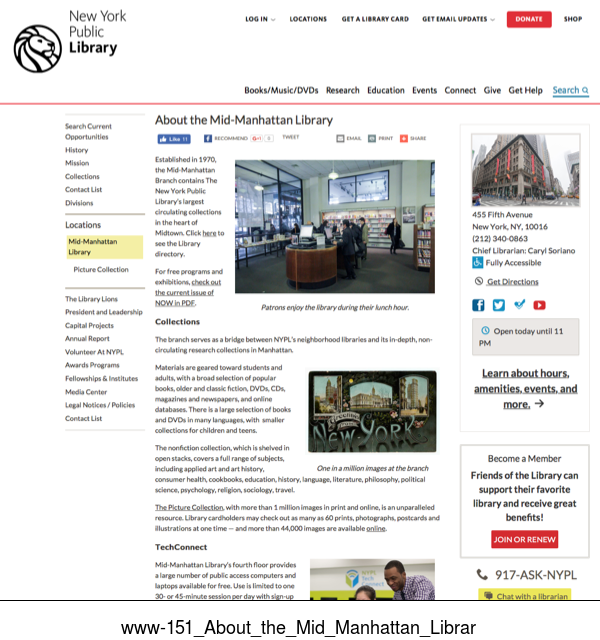 New York
Public
Library
LOG IN
LOCATIONS
GET A LIBRARY CARD
GET EMAIL UPDATES
DONATE
SHOP
Books/Music/DVDs Research Education Events Connect Give Get Help Search
Search Current
Opportunities
History
Mission
Collections
Contact List
Divisions
Locations
Mid-Manhattan
Library
Picture Collection
The Library Lions
President and Leadership
Capital Projects
Annual Report
Volunteer At NYPL
Awards Programs
Fellowships & Institutes
Media Center
Legal Notices / Policies
Contact List
About the Mid-Manhattan Library
Like 11
RECOMMEND
TWEET
EMAIL
PRINT
SHARE
Established in 1970,
the Mid-Manhattan
Branch contains The
New York Public
Library's largest
circulating collections
in the heart of
Midtown. Click here to
see the Library
directory.
For free programs and
exhibitions, check out
the current issue of
NOW in PDF.
Patrons enjoy the library during their lunch hour.
Collections
The branch serves as a bridge between NYPL's neighborhood libraries and its in-depth, non-
circulating research collections in Manhattan.
Materials are geared toward students and
adults, with a broad selection of popular
books, older and classic fiction, DVDs, CDs,
magazines and newspapers, and online
databases. There is a large selection of books
and DVDs in many languages, with smaller
collections for children and teens.
Greetings
NEW YORK
The nonfiction collection, which is shelved in
open stacks, covers a full range of subjects,
including applied art and art history,
One in a million images at the branch
consumer health, cookbooks, education, history, language, literature, philosophy, political
science, psychology, religion, sociology, travel.
The Picture Collection, with more than 1 million images in print and online, is an unparalleled
resource. Library cardholders may check out as many as 60 prints, photographs, postcards and
illustrations at one time — and more than 44,000 images are available online.
TechConnect
Mid-Manhattan Library's fourth floor provides
a large number of public access computers and
laptops available for free. Use is limited to one
30- or 45-minute session per day with sign-up
NYPL
Tech
Connect
455 Fifth Avenue
New York, NY, 10016
(212) 340-0863
Chief Librarian: Caryl Soriano
Fully Accessible
Get Directions
Open today until 11
PM
Learn about hours,
amenities, events, and
more. →
Become a Member
Friends of the Library can
support their favorite
library and receive great
benefits!
JOIN OR RENEW
917-ASK-NYPL
Chat with a librarian
www-151_About_the_Mid_Manhattan_Librar